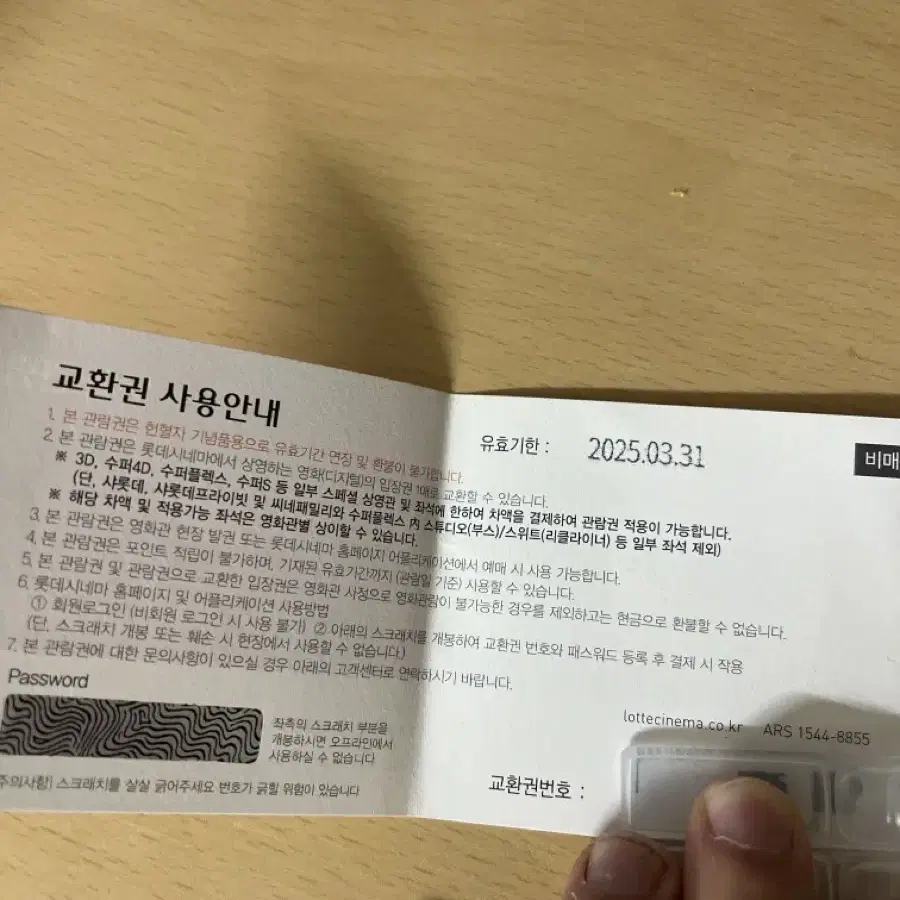 교환권 사용안내
1. 본 관람권은 헌혈자 기념품용으로 유효기간 연장 및 환불이 불가합니다.
2. 본 관람권은 롯데시네마에서 상영하는 영화(디지털)의 입장권 1매로 교환할 수 있습니다.
※ 3D, 수퍼4D, 수퍼플렉스, 수퍼S 등 일부 스페셜 상영관 및 좌석에 한하여 차액을 결제하여 관람권 적용이 가능합니다.
(단, 샤롯데, 샤롯데프라이빗 및 씨네패밀리와 수퍼플렉스 內 스튜디오(부스)/스위트(리클라이너) 등 일부 좌석 제외)
※ 해당 차액 및 적용가능 좌석은 영화관별 상이할 수 있습니다.
3. 본 관람권은 영화관 현장 발권 또는 롯데시네마 홈페이지 어플리케이션에서 예매 시 사용 가능합니다.
4. 본 관람권은 포인트 적립이 불가하며, 기재된 유효기간까지 (관람일 기준) 사용할 수 있습니다.
5. 본 관람권 및 관람권으로 교환한 입장권은 영화관 사정으로 영화관람이 불가능한 경우를 제외하고는 현금으로 환불할 수 없습니다.
6. 롯데시네마 홈페이지 및 어플리케이션 사용방법
① 회원로그인 (비회원 로그인 시 사용 불가) ② 아래의 스크래치를 개봉하여 교환권 번호와 패스워드 등록 후 결제 시 작용
(단, 스크래치 개봉 또는 훼손 시 현장에서 사용할 수 없습니다.)
7. 본 관람권에 대한 문의사항이 있으실 경우 아래의 고객센터로 연락하시기 바랍니다.
Password
좌측의 스크래치 부분을
개봉하시면 오프라인에서
사용하실 수 없습니다
주의사항) 스크래치를 살살 긁어주세요 번호가 긁힐 위험이 있습니다
유효기한 : 2025.03.31
비매
lottecinema.co.kr ARS 1544-8855
교환권번호 :